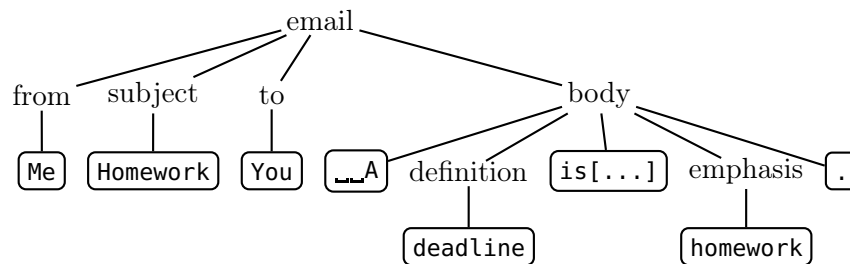 email
from subject to body
Me Homework You ␣␣A definition is[...] emphasis .
deadline homework